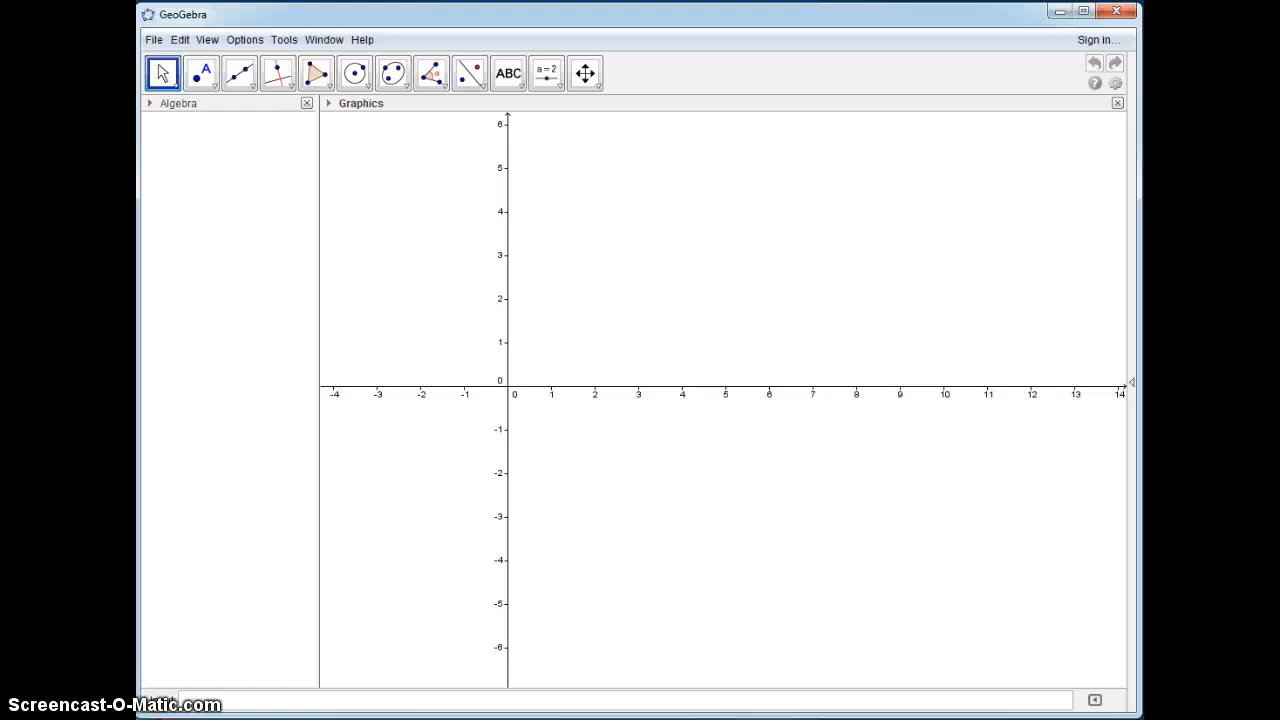 GeoGebra
File Edit View Options Tools Window Help Sign in...
A
a = 2
ABC
α
Algebra Graphics
6
5
4
3
2
1
0
-4 -3 -2 -1 0 1 2 3 4 5 6 7 8 9 10 11 12 13 14
-1
-2
-3
-4
-5
-6
Screencast-O-Matic.com